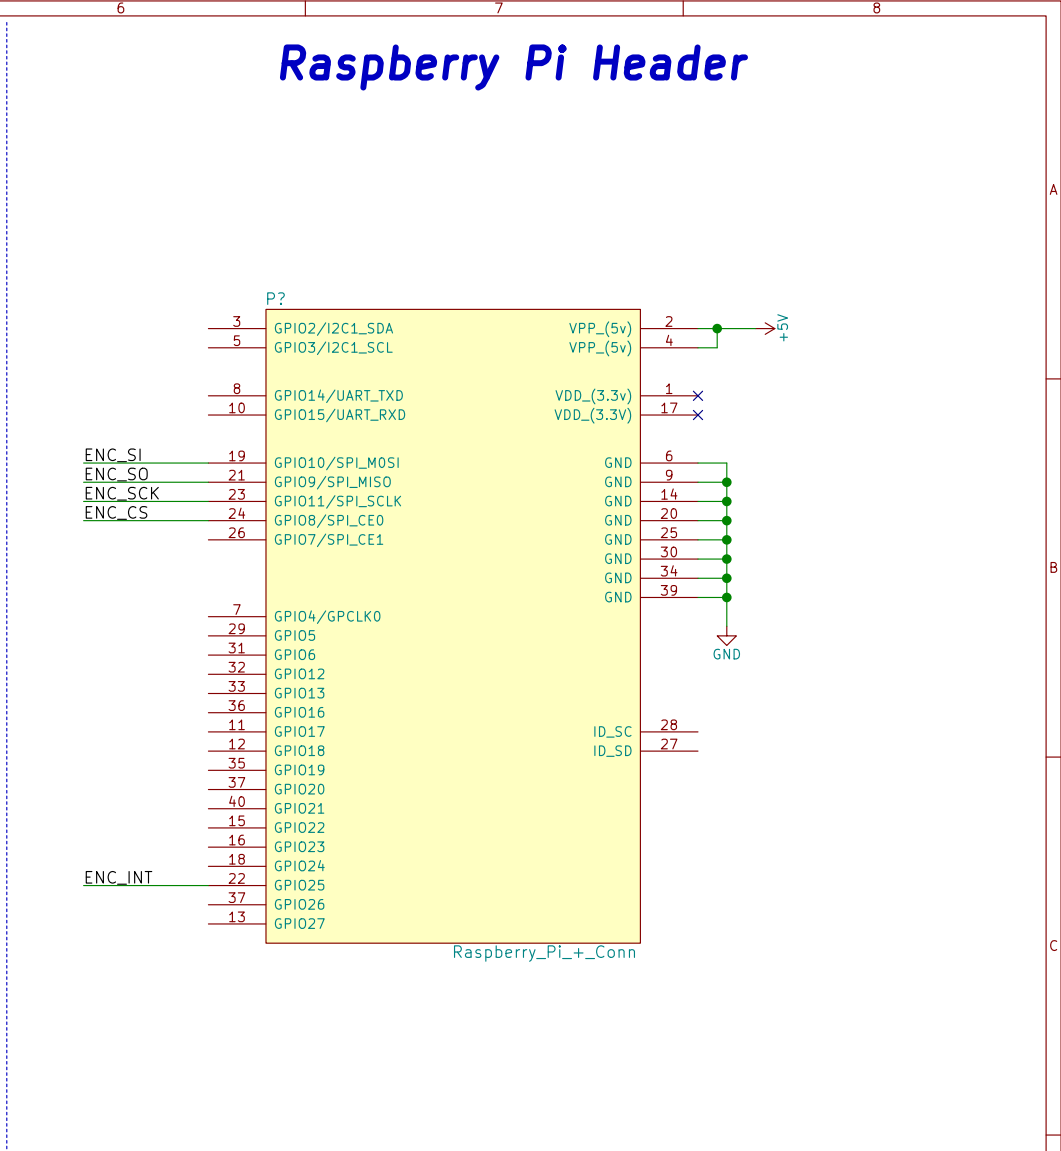 6 7 8
Raspberry Pi Header
A
P?
3 GPIO2/I2C1_SDA VPP_(5v) 2 +5V
5 GPIO3/I2C1_SCL VPP_(5v) 4
8 GPIO14/UART_TXD VDD_(3.3v) 1
10 GPIO15/UART_RXD VDD_(3.3V) 17
ENC_SI 19 GPIO10/SPI_MOSI GND 6
ENC_SO 21 GPIO9/SPI_MISO GND 9
ENC_SCK 23 GPIO11/SPI_SCLK GND 14
ENC_CS 24 GPIO8/SPI_CE0 GND 20
26 GPIO7/SPI_CE1 GND 25
GND 30
B
GND 34
GND 39
7 GPIO4/GPCLK0
29 GPIO5
31 GPIO6 GND
32 GPIO12
33 GPIO13
36 GPIO16
11 GPIO17 ID_SC 28
12 GPIO18 ID_SD 27
35 GPIO19
37 GPIO20
40 GPIO21
15 GPIO22
16 GPIO23
18 GPIO24
ENC_INT 22 GPIO25
37 GPIO26
13 GPIO27
C
Raspberry_Pi_+_Conn